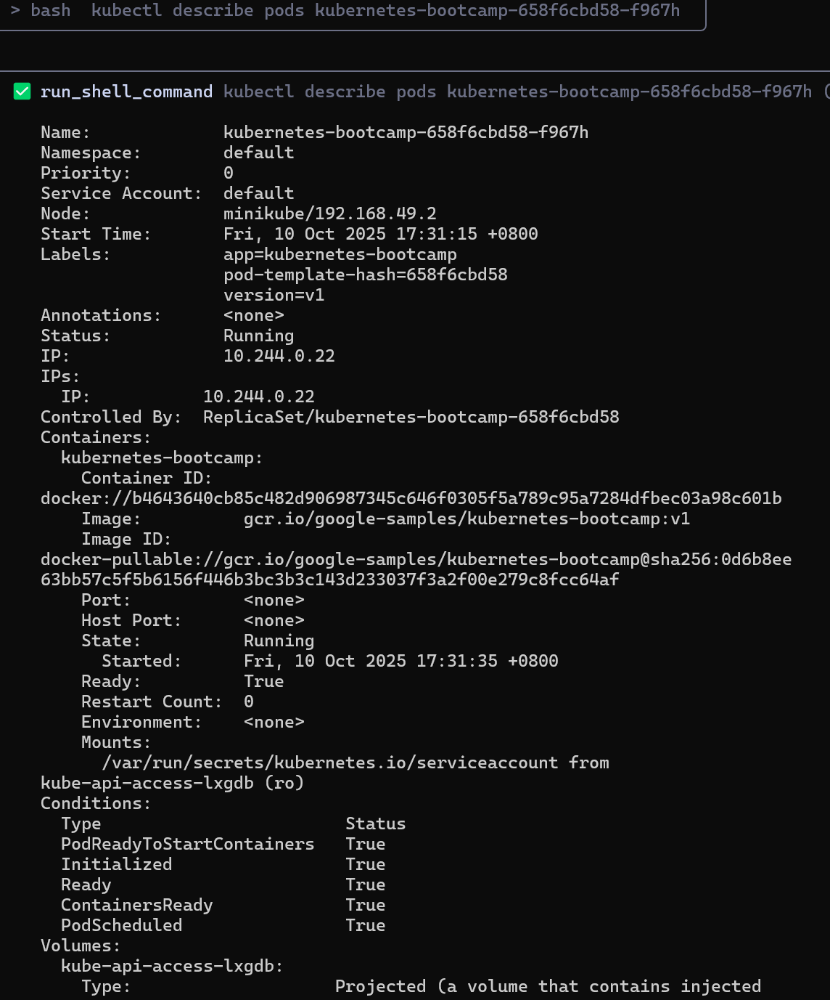 > bash  kubectl describe pods kubernetes-bootcamp-658f6cbd58-f967h
✅ run_shell_command kubectl describe pods kubernetes-bootcamp-658f6cbd58-f967h (
Name:             kubernetes-bootcamp-658f6cbd58-f967h
Namespace:        default
Priority:         0
Service Account:  default
Node:             minikube/192.168.49.2
Start Time:       Fri, 10 Oct 2025 17:31:15 +0800
Labels:           app=kubernetes-bootcamp
                  pod-template-hash=658f6cbd58
                  version=v1
Annotations:      <none>
Status:           Running
IP:               10.244.0.22
IPs:
  IP:           10.244.0.22
Controlled By:  ReplicaSet/kubernetes-bootcamp-658f6cbd58
Containers:
  kubernetes-bootcamp:
    Container ID:
docker://b4643640cb85c482d906987345c646f0305f5a789c95a7284dfbec03a98c601b
    Image:          gcr.io/google-samples/kubernetes-bootcamp:v1
    Image ID:
docker-pullable://gcr.io/google-samples/kubernetes-bootcamp@sha256:0d6b8ee
63bb57c5f5b6156f446b3bc3b3c143d233037f3a2f00e279c8fcc64af
    Port:           <none>
    Host Port:      <none>
    State:          Running
      Started:      Fri, 10 Oct 2025 17:31:35 +0800
    Ready:          True
    Restart Count:  0
    Environment:    <none>
    Mounts:
      /var/run/secrets/kubernetes.io/serviceaccount from
kube-api-access-lxgdb (ro)
Conditions:
  Type                        Status
  PodReadyToStartContainers   True
  Initialized                 True
  Ready                       True
  ContainersReady             True
  PodScheduled                True
Volumes:
  kube-api-access-lxgdb:
    Type:                    Projected (a volume that contains injected